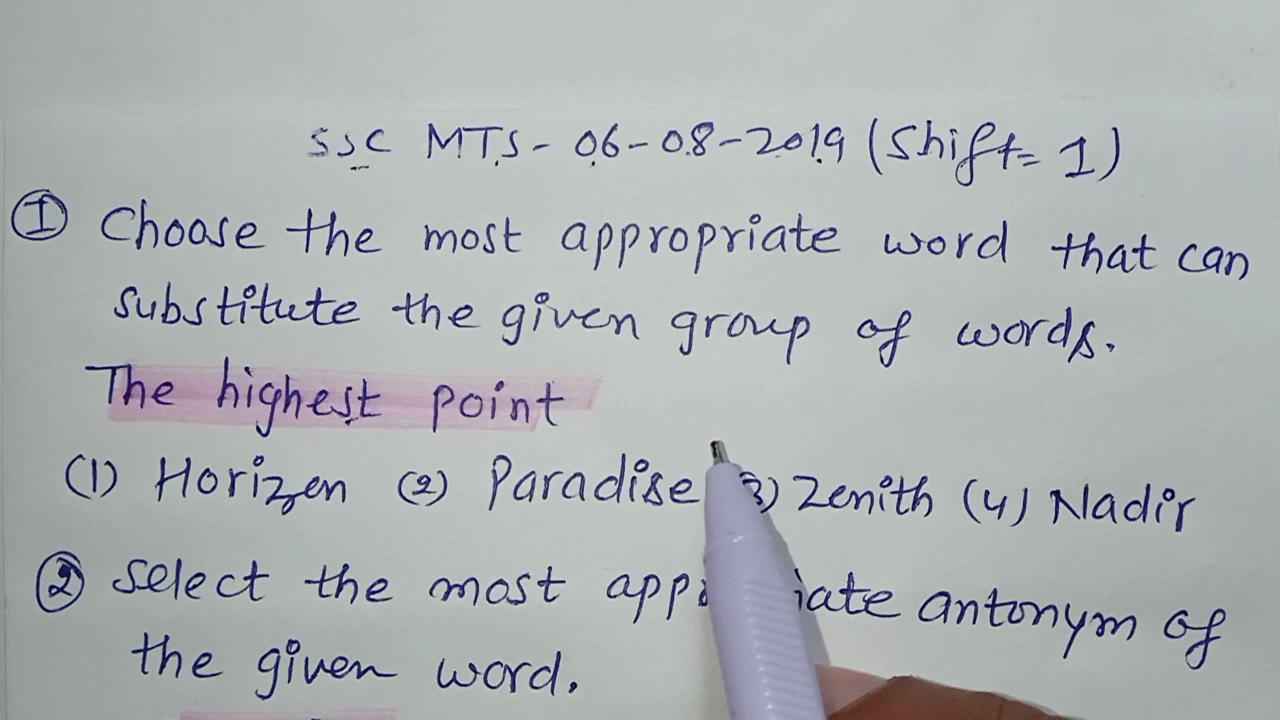 SSC MTS - 06-08-2019 (Shift= 1)
① Choose the most appropriate word that can
substitute the given group of words.
The highest point
(1) Horizen (2) Paradise 3) Zenith (4) Nadir
② Select the most app iate antonym of
the given word.